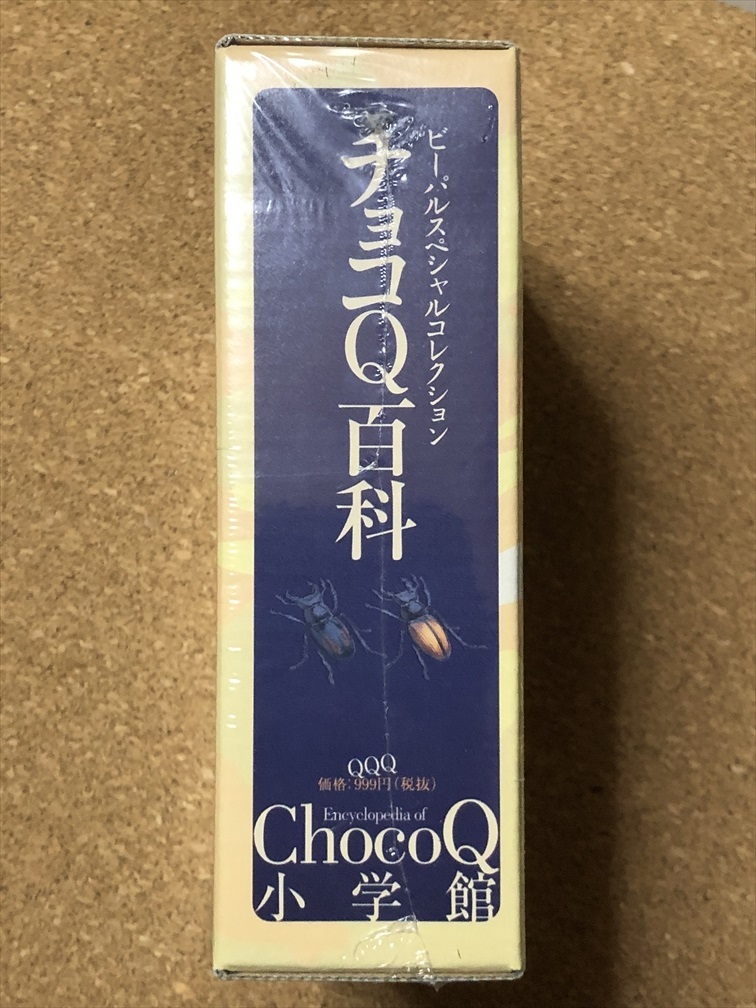 ビーパルスペシャルコレクション
チョコQ百科
QQQ
価格:999円(税抜)
Encyclopedia of
ChocoQ
小学館